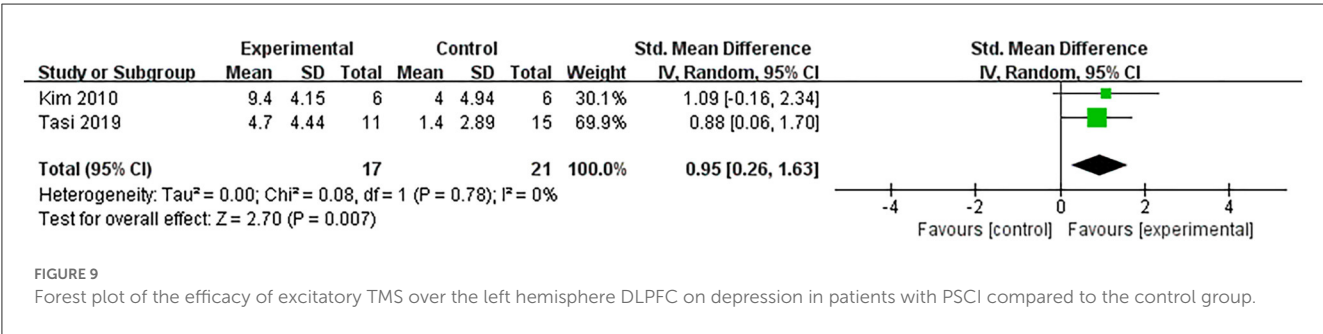 Experimental Control Std. Mean Difference Std. Mean Difference
Study or Subgroup Mean SD Total Mean SD Total Weight IV, Random, 95% CI IV, Random, 95% CI
Kim 2010 9.4 4.15 6 4 4.94 6 30.1% 1.09 [-0.16, 2.34]
Tasi 2019 4.7 4.44 11 1.4 2.89 15 69.9% 0.88 [0.06, 1.70]
Total (95% CI) 17 21 100.0% 0.95 [0.26, 1.63]
Heterogeneity: Tau² = 0.00; Chi² = 0.08, df = 1 (P = 0.78); I² = 0%
Test for overall effect: Z = 2.70 (P = 0.007)
-4 -2 0 2 4
Favours [control] Favours [experimental]
FIGURE 9
Forest plot of the efficacy of excitatory TMS over the left hemisphere DLPFC on depression in patients with PSCI compared to the control group.